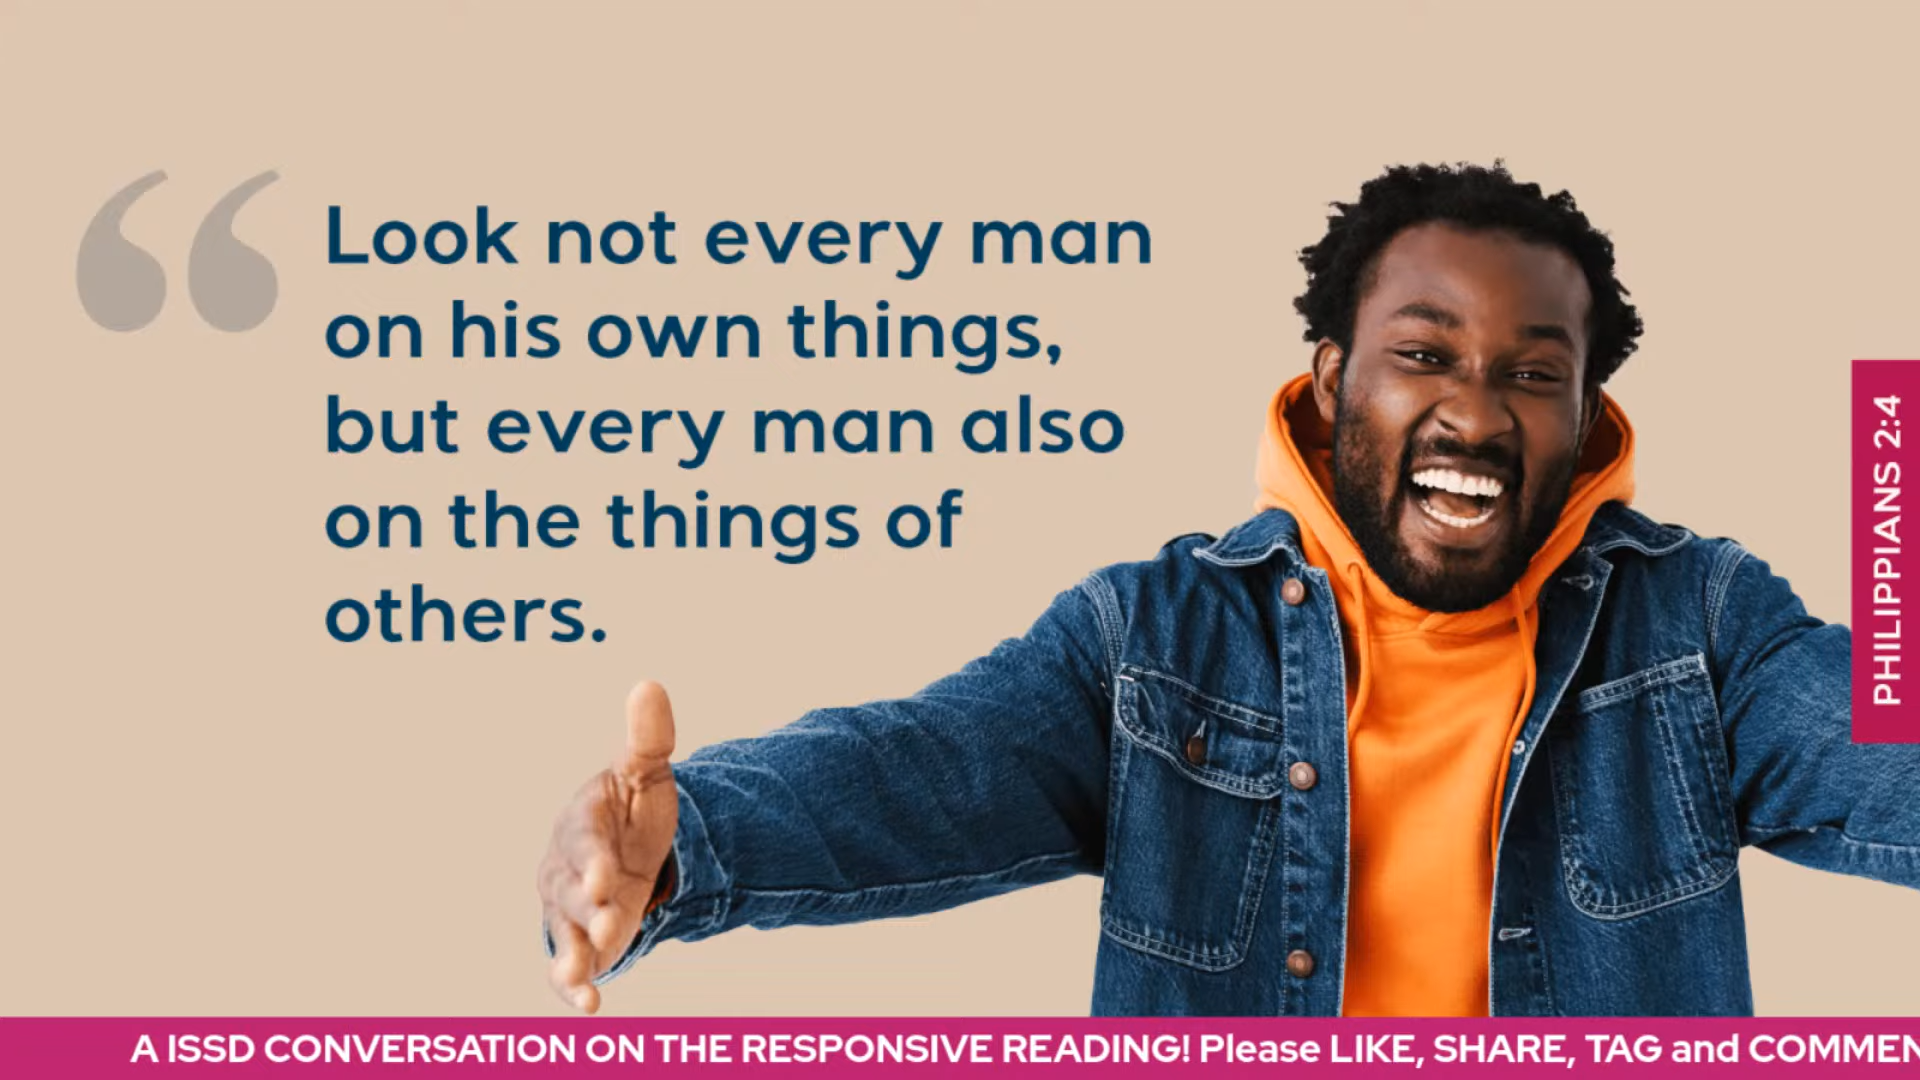 Look not every man
on his own things,
but every man also
on the things of
others.
PHILIPPIANS 2:4
A ISSD CONVERSATION ON THE RESPONSIVE READING! Please LIKE, SHARE, TAG and COMMEN